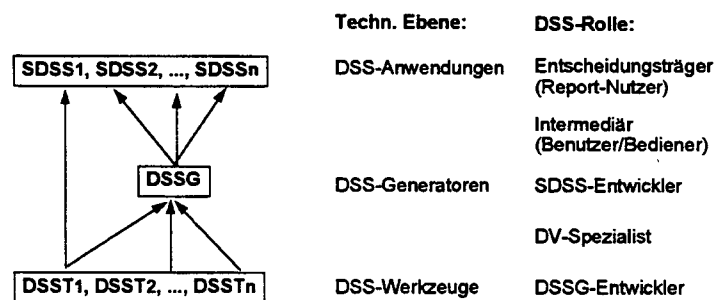 Techn. Ebene: DSS-Rolle:
SDSS1, SDSS2, ..., SDSSn DSS-Anwendungen Entscheidungsträger
(Report-Nutzer)
Intermediär
(Benutzer/Bediener)
DSSG DSS-Generatoren SDSS-Entwickler
DV-Spezialist
DSST1, DSST2, ..., DSSTn DSS-Werkzeuge DSSG-Entwickler